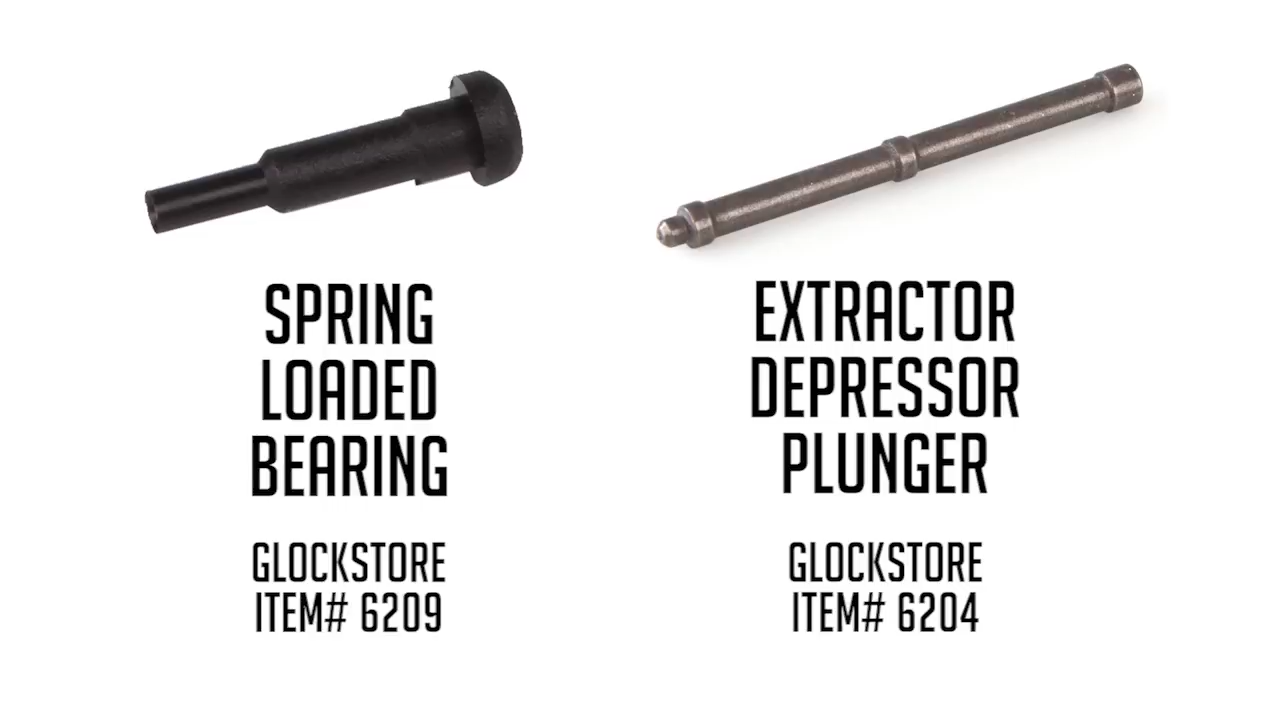 SPRING
LOADED
BEARING
GLOCKSTORE
ITEM# 6209
EXTRACTOR
DEPRESSOR
PLUNGER
GLOCKSTORE
ITEM# 6204